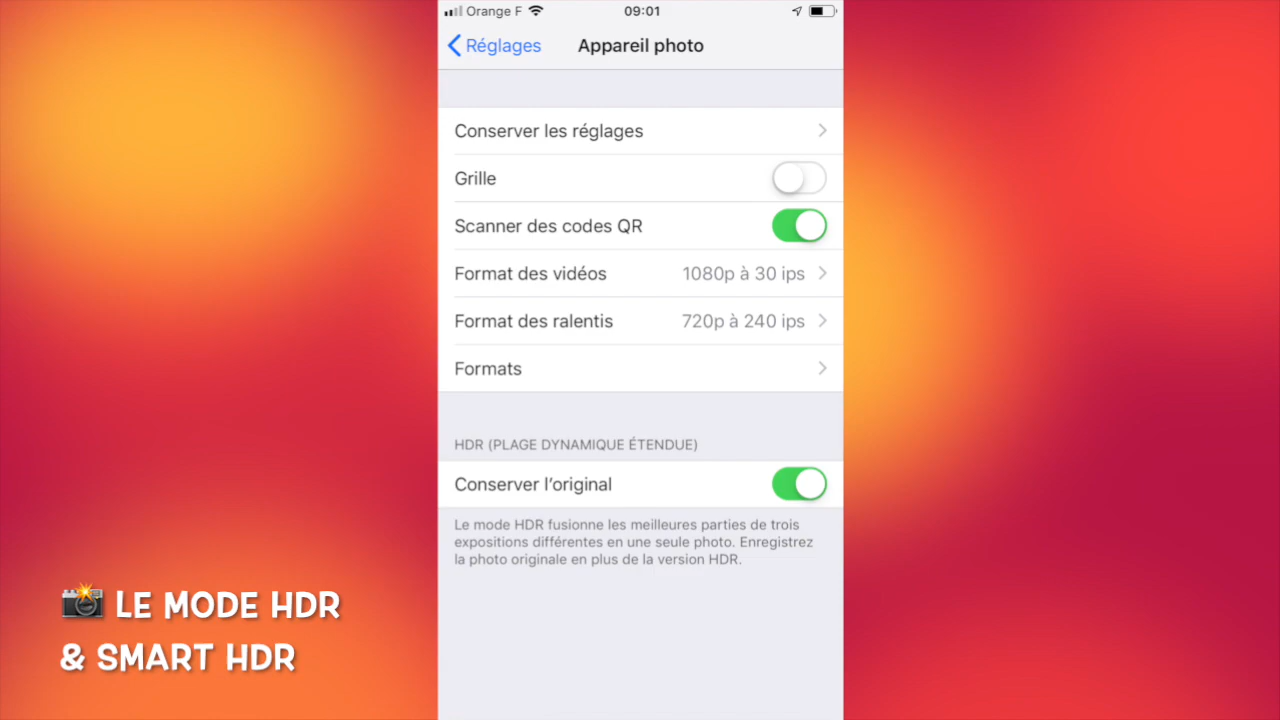 Orange F 09:01
Réglages Appareil photo
Conserver les réglages
Grille
Scanner des codes QR
Format des vidéos 1080p à 30 ips
Format des ralentis 720p à 240 ips
Formats
HDR (PLAGE DYNAMIQUE ÉTENDUE)
Conserver l’original
Le mode HDR fusionne les meilleures parties de trois
expositions différentes en une seule photo. Enregistrez
la photo originale en plus de la version HDR.
LE MODE HDR
& SMART HDR